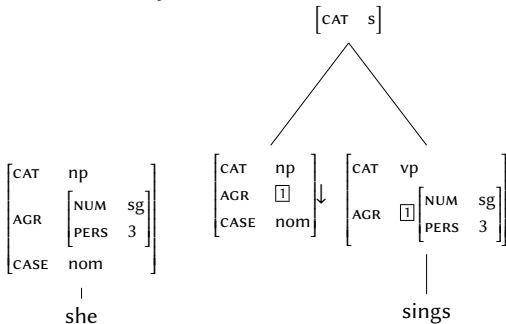 CAT s
CAT np
AGR NUM sg
PERS 3
CASE nom
she
CAT np
AGR 1 ↓
CASE nom
CAT vp
AGR 1 NUM sg
PERS 3
sings